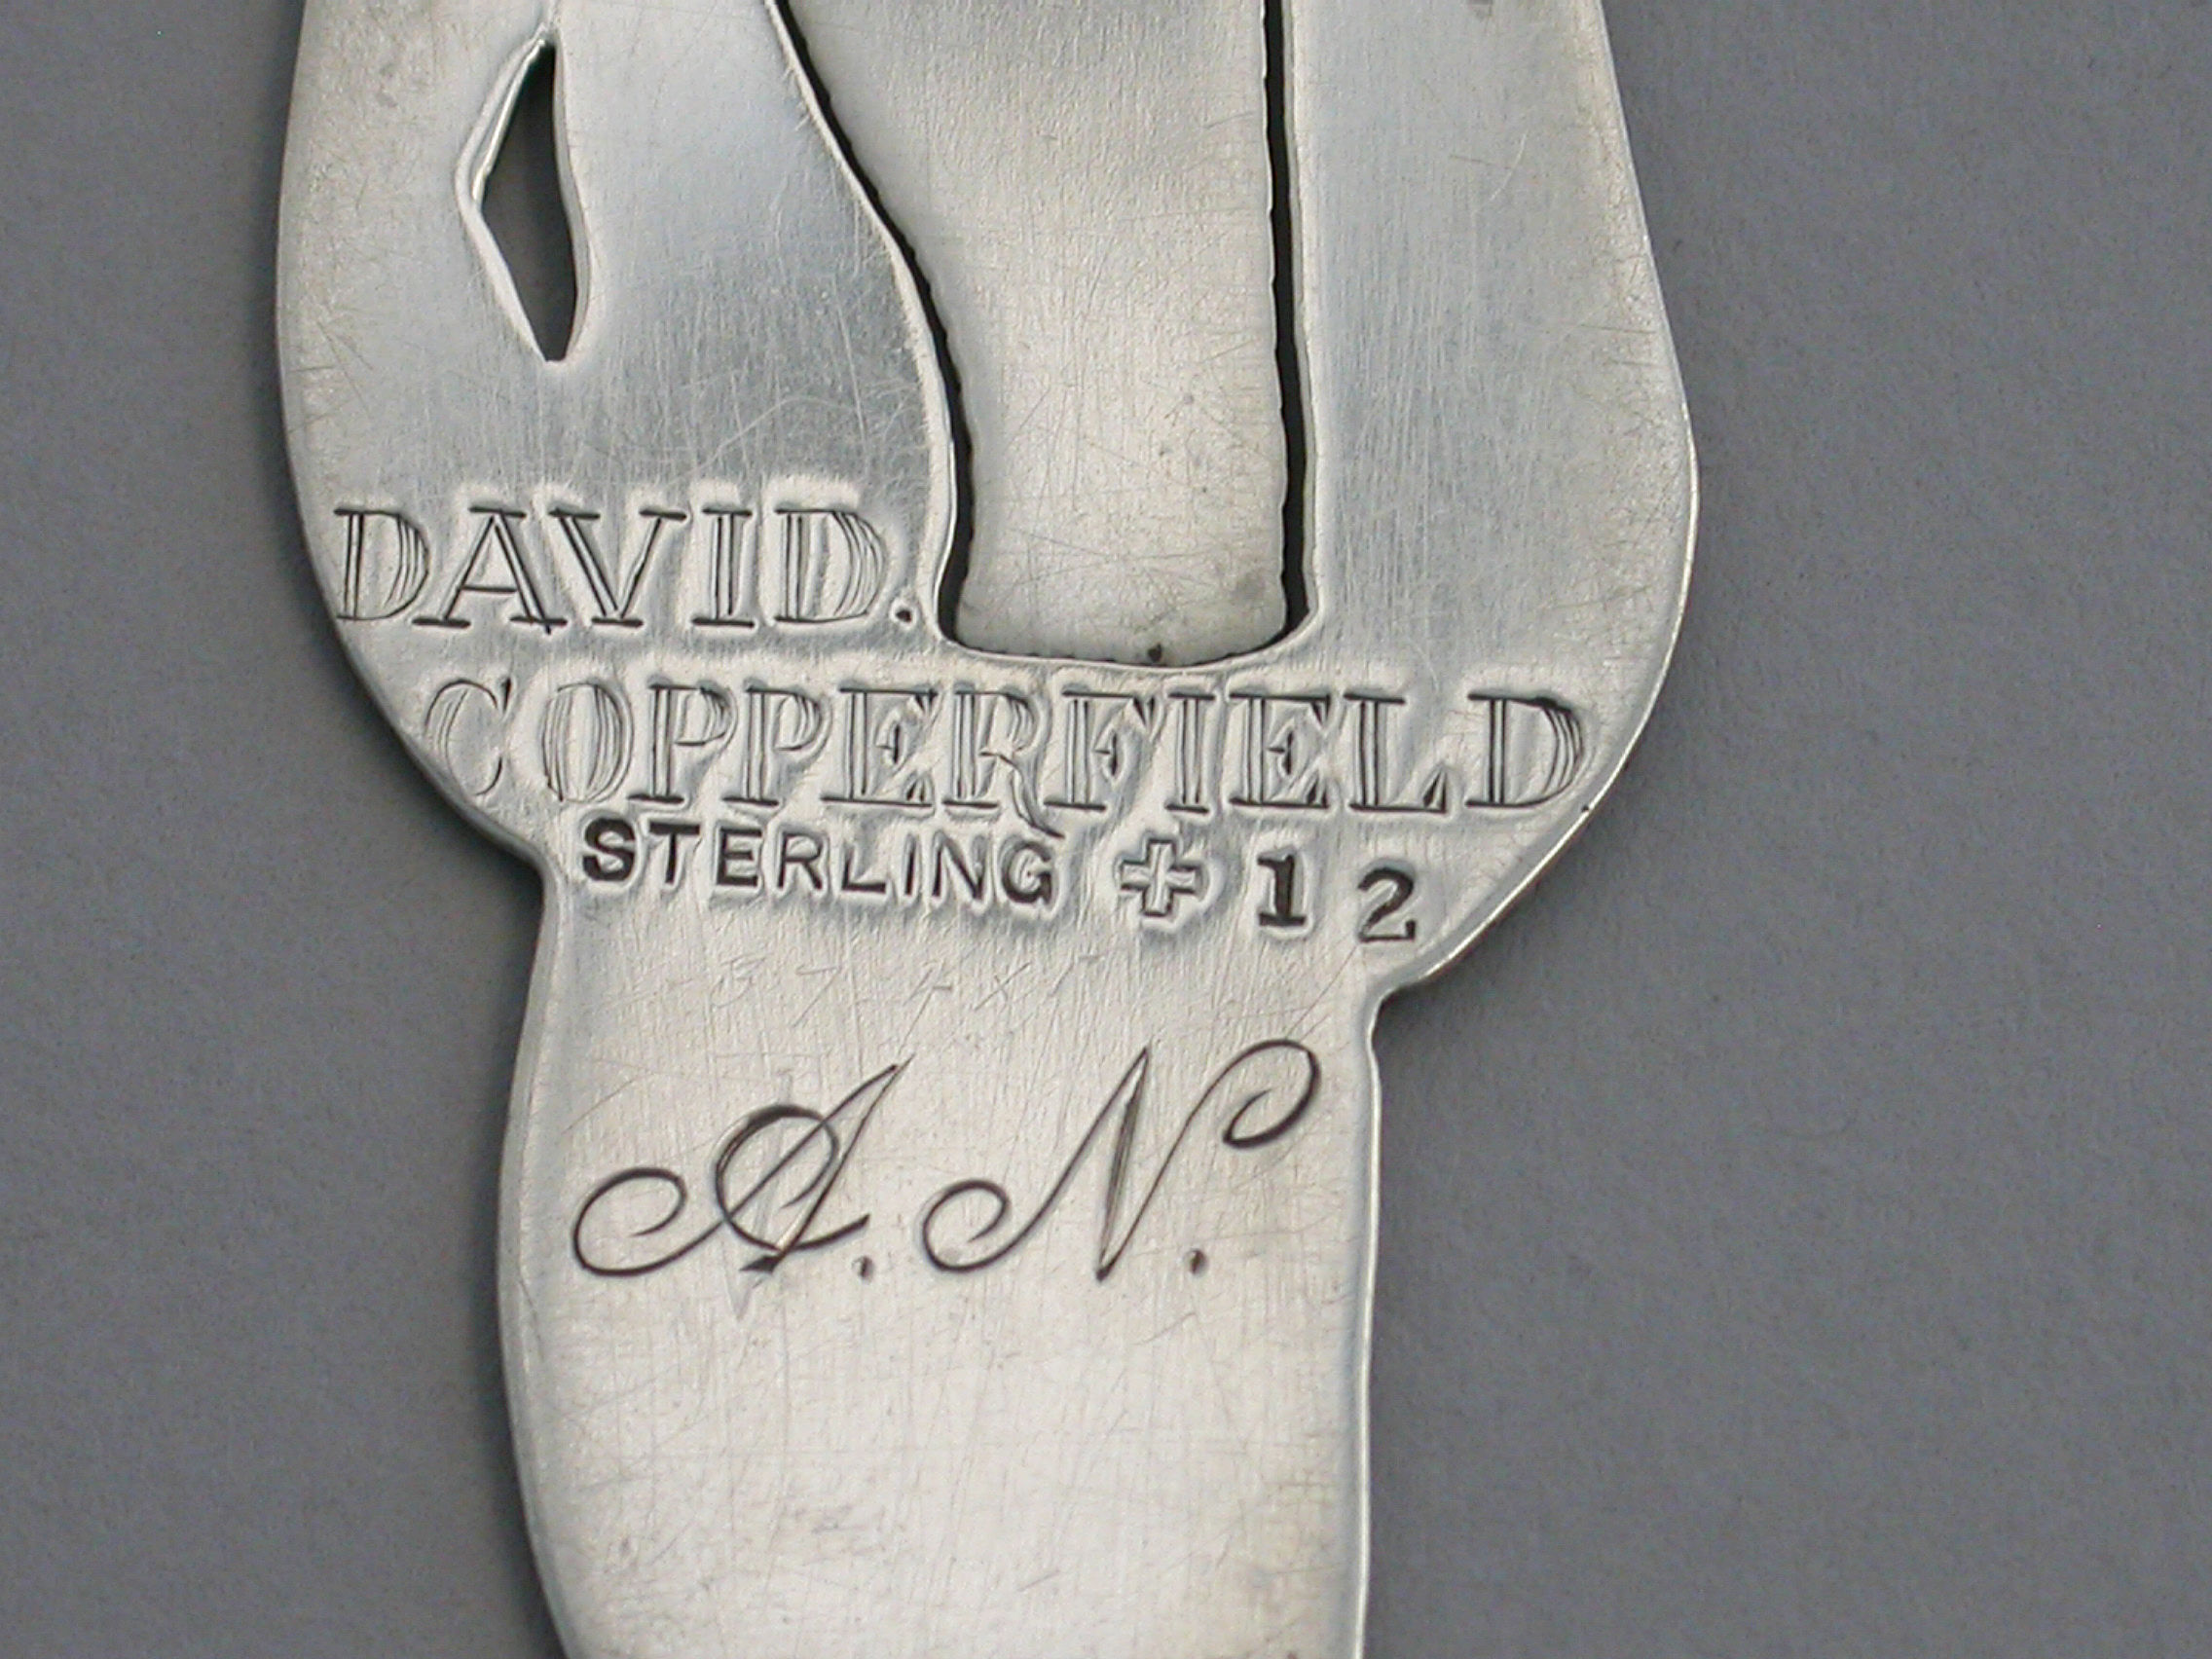 DAVID.
COPPERFIELD
STERLING + 12
A. N.